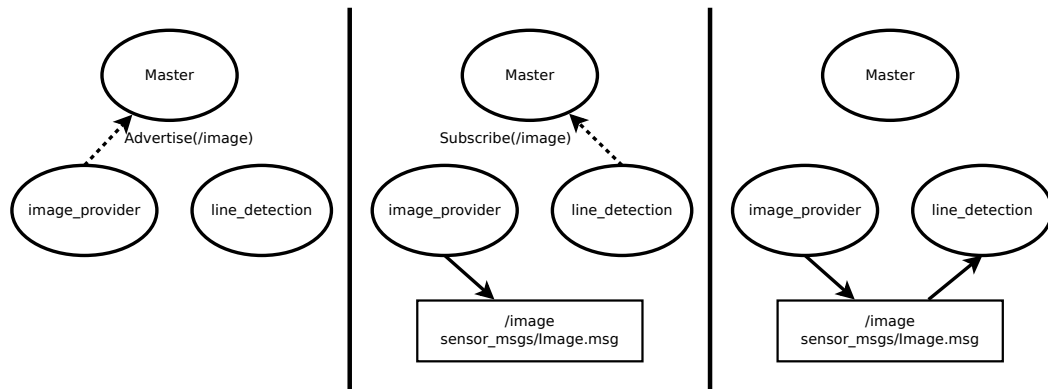 Master
Advertise(/image)
image_provider
line_detection
Master
Subscribe(/image)
image_provider
line_detection
/image
sensor_msgs/Image.msg
Master
image_provider
line_detection
/image
sensor_msgs/Image.msg